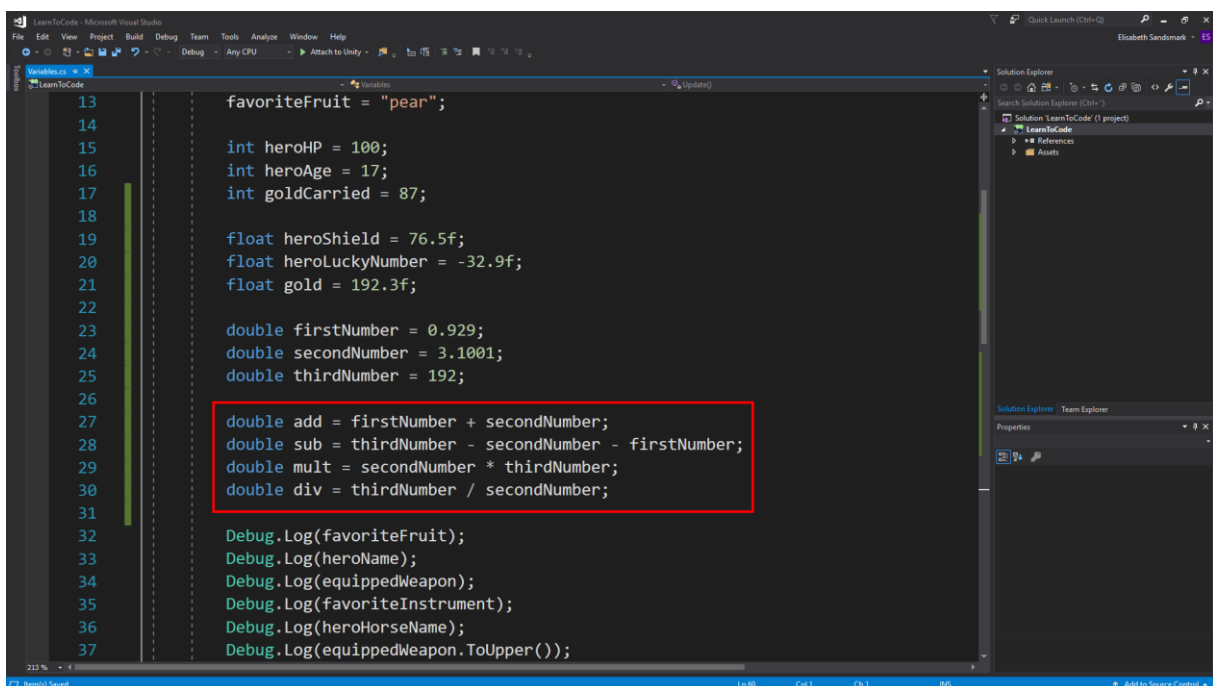 LearnToCode - Microsoft Visual Studio
Quick Launch (Ctrl+Q)
File Edit View Project Build Debug Team Tools Analyze Window Help
Elisabeth Sandsmark ES
Debug Any CPU Attach to Unity
Toolbox
Variables.cs
LearnToCode Variables Update()
13 favoriteFruit = "pear";
14
15 int heroHP = 100;
16 int heroAge = 17;
17 int goldCarried = 87;
18
19 float heroShield = 76.5f;
20 float heroLuckyNumber = -32.9f;
21 float gold = 192.3f;
22
23 double firstNumber = 0.929;
24 double secondNumber = 3.1001;
25 double thirdNumber = 192;
26
27 double add = firstNumber + secondNumber;
28 double sub = thirdNumber - secondNumber - firstNumber;
29 double mult = secondNumber * thirdNumber;
30 double div = thirdNumber / secondNumber;
31
32 Debug.Log(favoriteFruit);
33 Debug.Log(heroName);
34 Debug.Log(equippedWeapon);
35 Debug.Log(favoriteInstrument);
36 Debug.Log(heroHorseName);
37 Debug.Log(equippedWeapon.ToUpper());
213 %
Solution Explorer
Search Solution Explorer (Ctrl+¨)
Solution 'LearnToCode' (1 project)
LearnToCode
References
Assets
Solution Explorer Team Explorer
Properties
Item(s) Saved Ln 60 Col 1 Ch 1 INS Add to Source Control